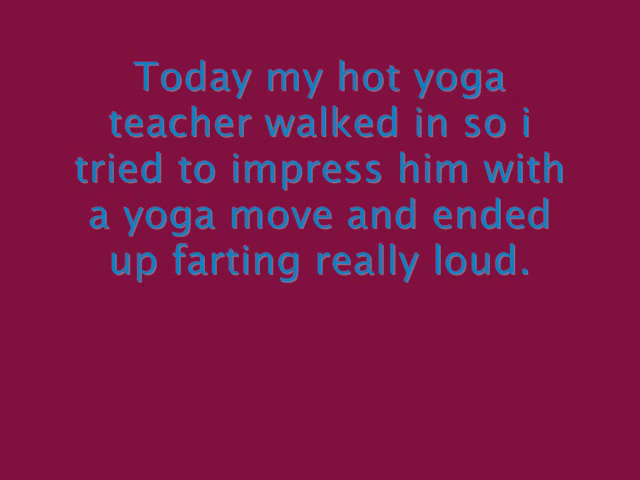 Today my hot yoga
teacher walked in so i
tried to impress him with
a yoga move and ended
up farting really loud.